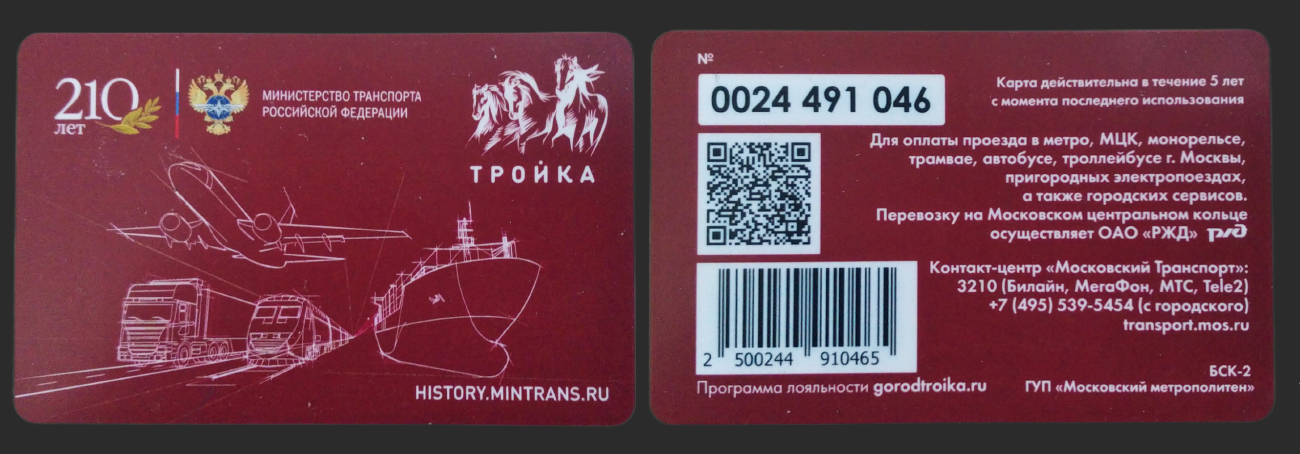 210
лет
МИНИСТЕРСТВО ТРАНСПОРТА
РОССИЙСКОЙ ФЕДЕРАЦИИ
ТРОЙКА
HISTORY.MINTRANS.RU
№
0024 491 046
Карта действительна в течение 5 лет
с момента последнего использования
Для оплаты проезда в метро, МЦК, монорельсе,
трамвае, автобусе, троллейбусе г. Москвы,
пригородных электропоездах,
а также городских сервисов.
Перевозку на Московском центральном кольце
осуществляет ОАО «РЖД» РЖД
Контакт-центр «Московский Транспорт»:
3210 (Билайн, МегаФон, МТС, Tele2)
+7 (495) 539-5454 (с городского)
transport.mos.ru
2 500244 910465
Программа лояльности gorodtroika.ru
БСК-2
ГУП «Московский метрополитен»